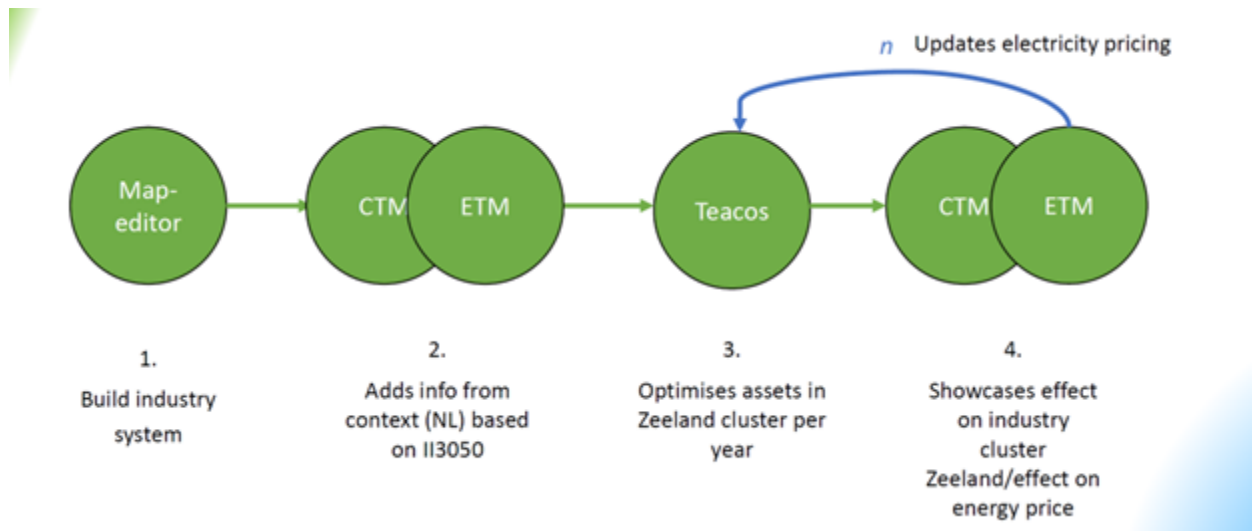 n Updates electricity pricing
Map-
editor
CTM
ETM
Teacos
CTM
ETM
1.
Build industry
system
2.
Adds info from
context (NL) based
on II3050
3.
Optimises assets in
Zeeland cluster per
year
4.
Showcases effect
on industry
cluster
Zeeland/effect on
energy price